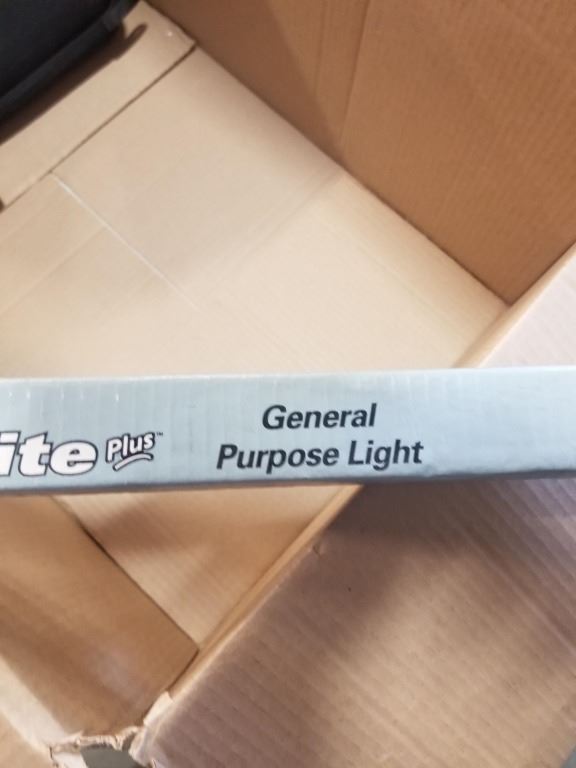 ite Plus™
General
Purpose Light